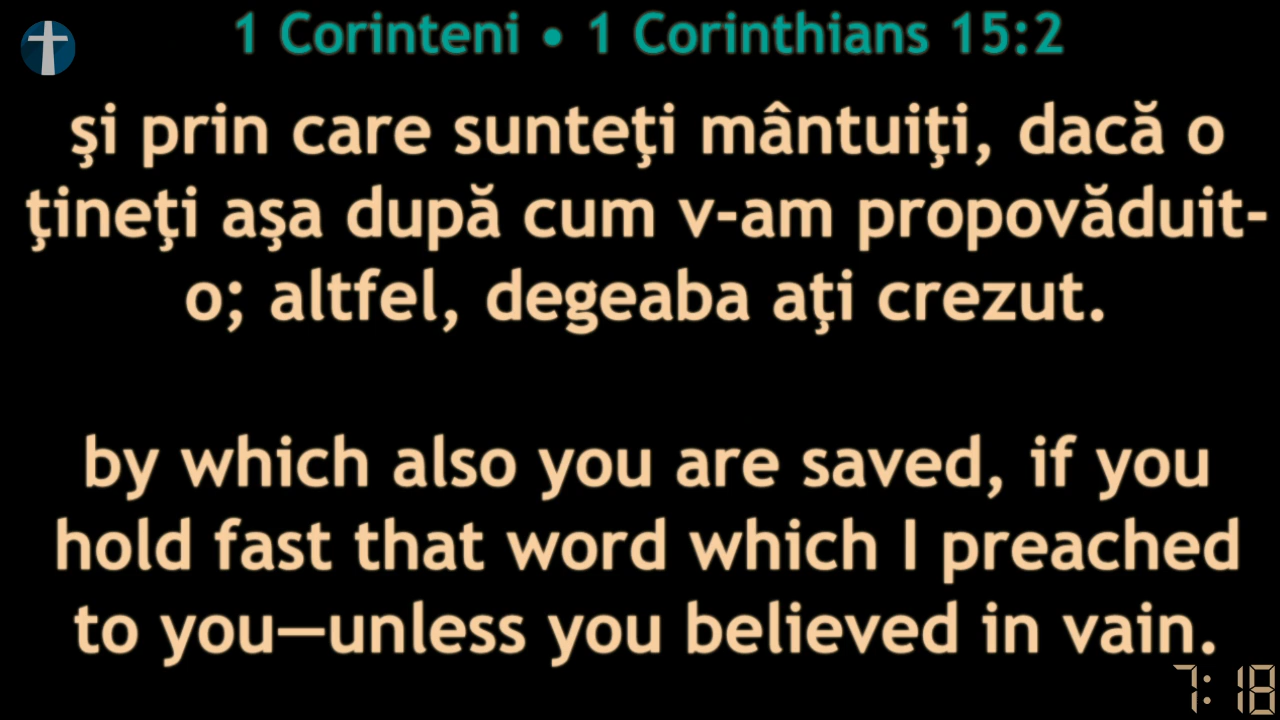 1 Corinteni • 1 Corinthians 15:2
şi prin care sunteţi mântuiţi, dacă o
ţineţi aşa după cum v-am propovăduit-
o; altfel, degeaba aţi crezut.
by which also you are saved, if you
hold fast that word which I preached
to you—unless you believed in vain.
7:18